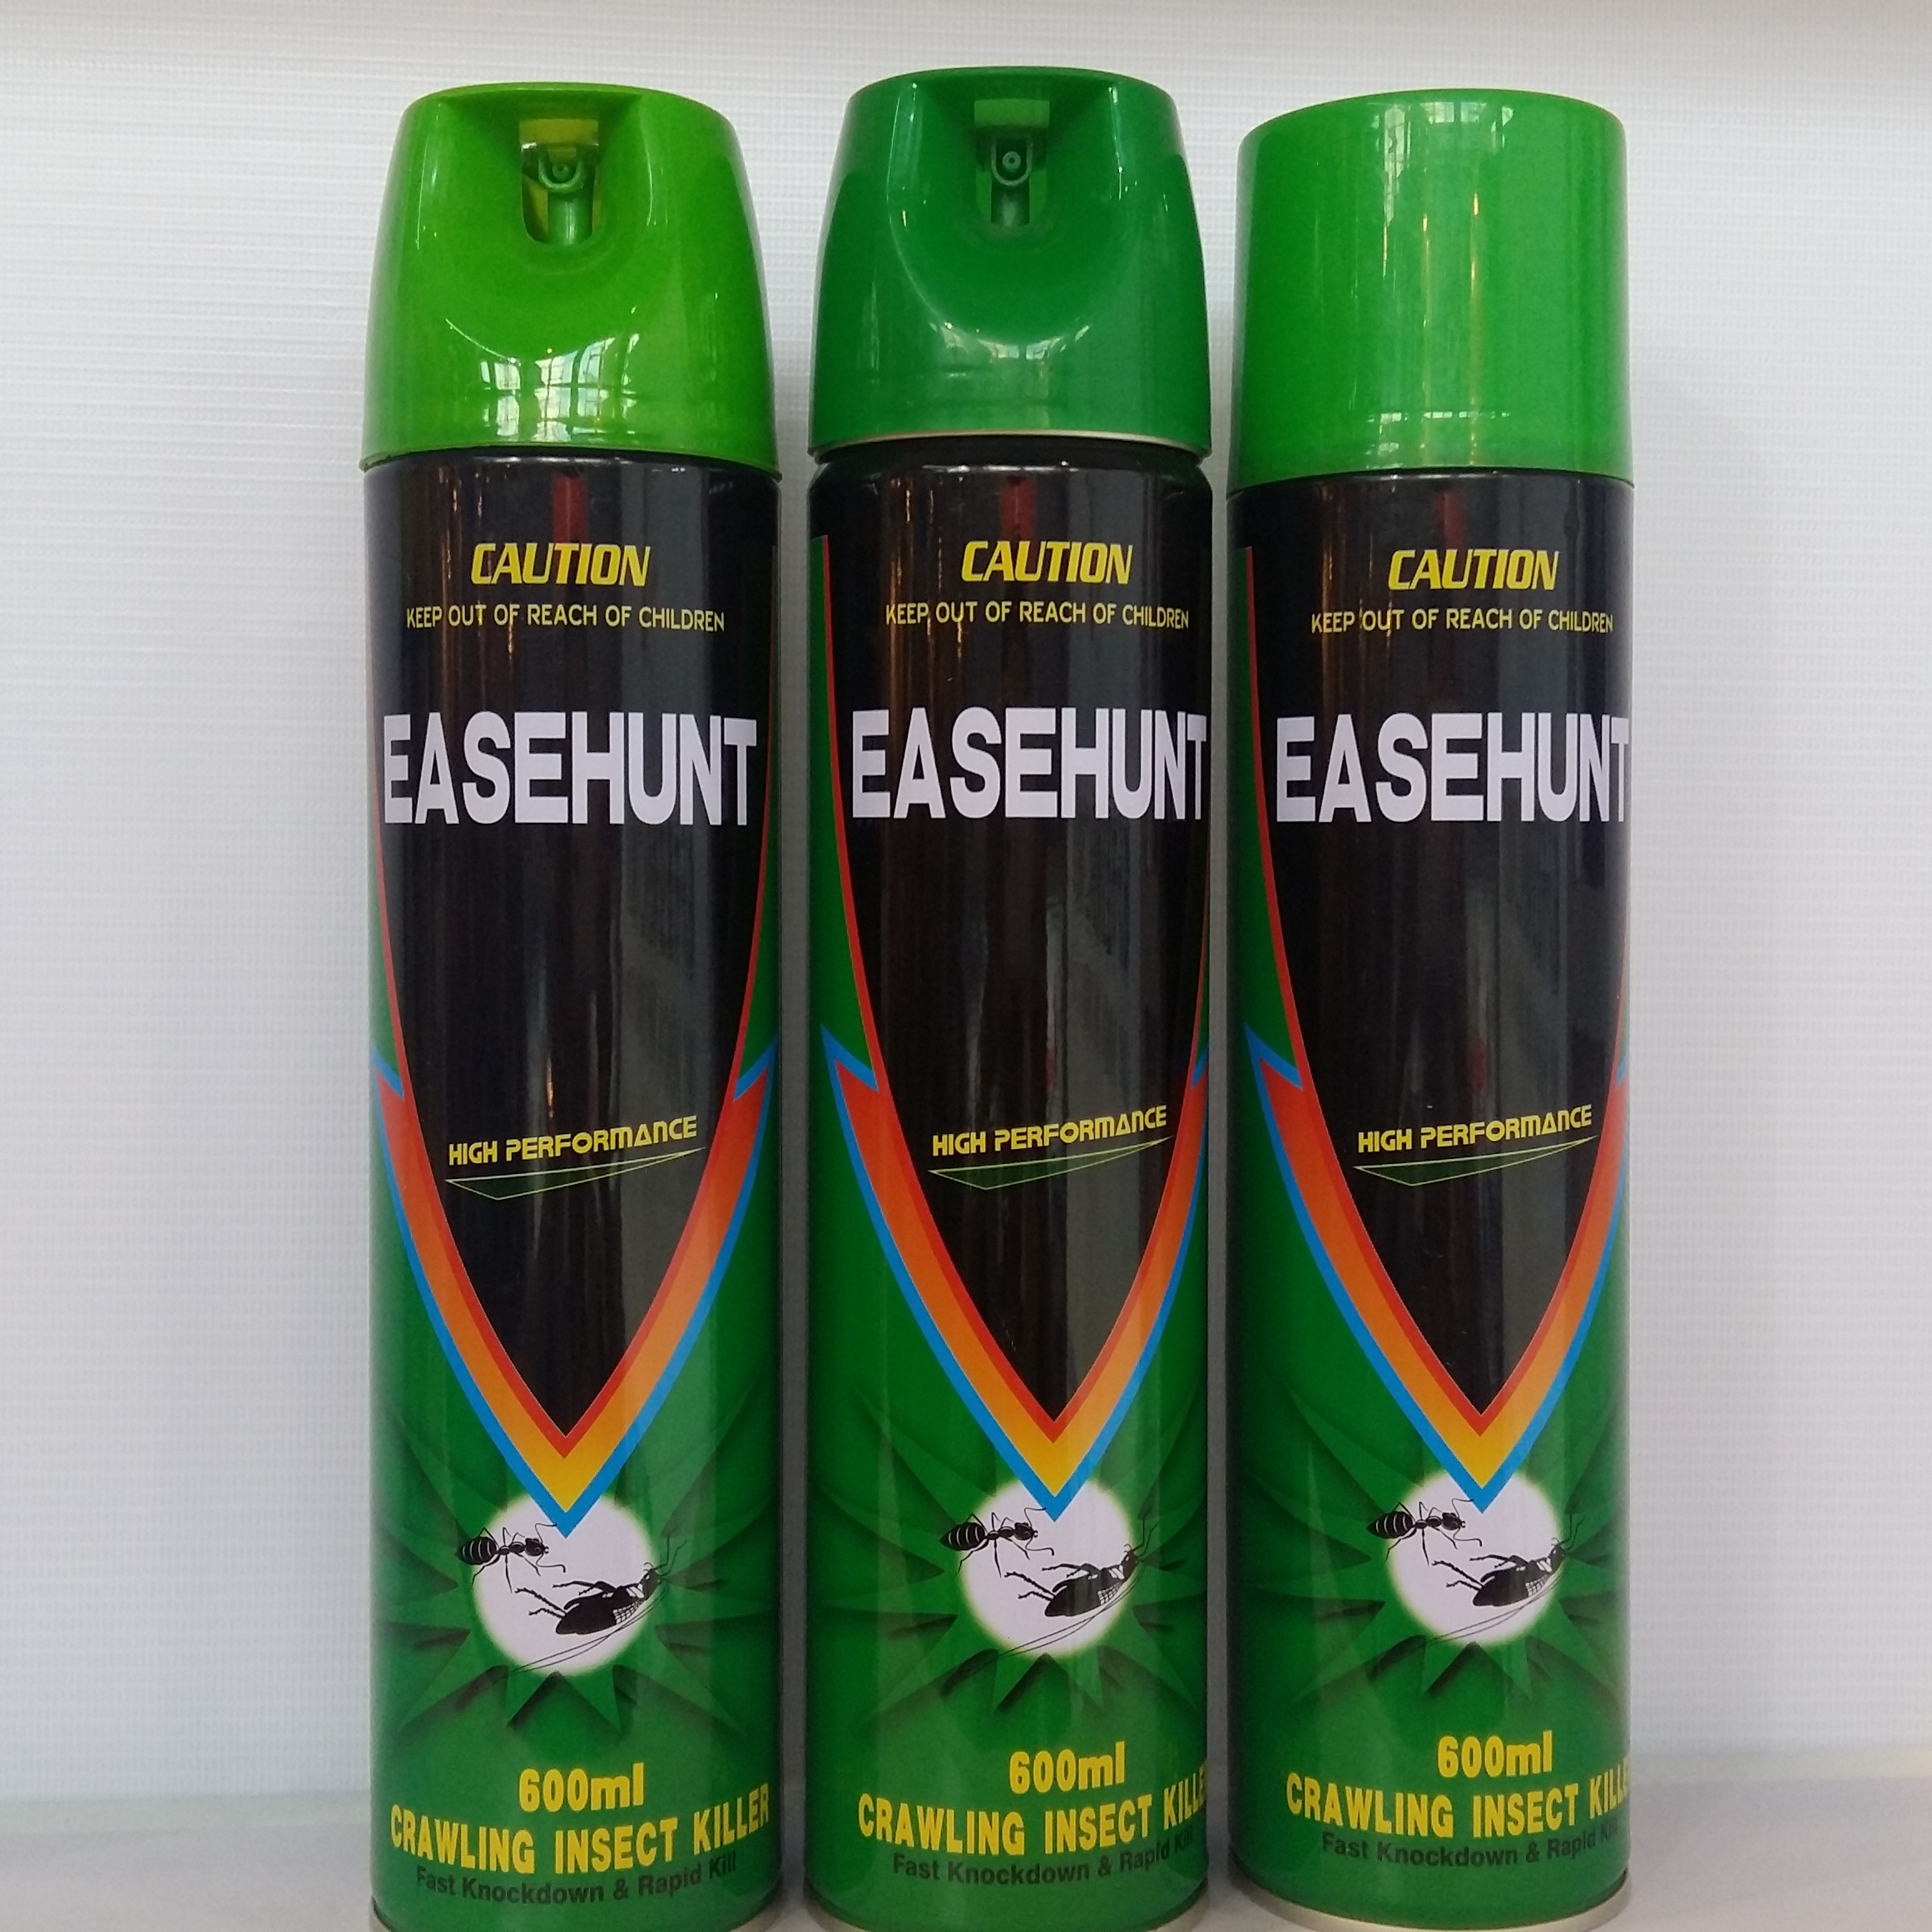 CAUTION
KEEP OUT OF REACH OF CHILDREN
EASEHUNT
HIGH PERFORMANCE
600ml
CRAWLING INSECT KILLER
Fast Knockdown & Rapid Kill
CAUTION
KEEP OUT OF REACH OF CHILDREN
EASEHUNT
HIGH PERFORMANCE
600ml
CRAWLING INSECT KILLE
Fast Knockdown & Rapid Kill
CAUTION
KEEP OUT OF REACH OF CHILDREN
EASEHUNT
HIGH PERFORMANCE
600ml
CRAWLING INSECT KILLE
Fast Knockdown & Rapid Kill